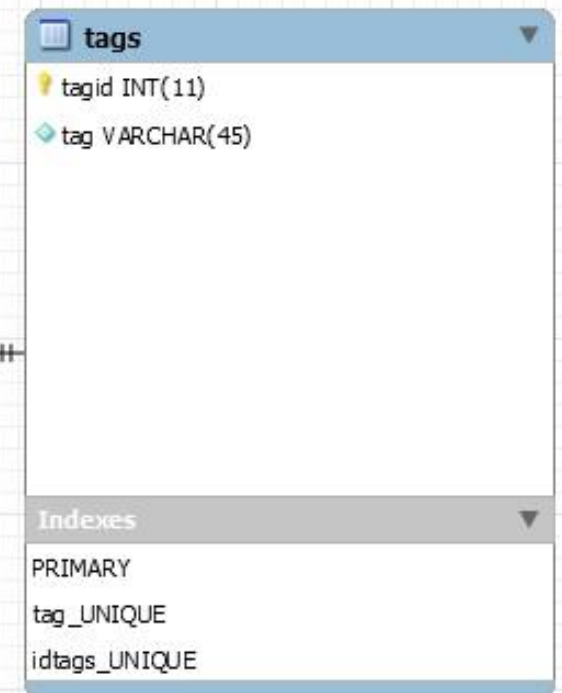 tags
tagid INT(11)
tag VARCHAR(45)
Indexes
PRIMARY
tag_UNIQUE
idtags_UNIQUE